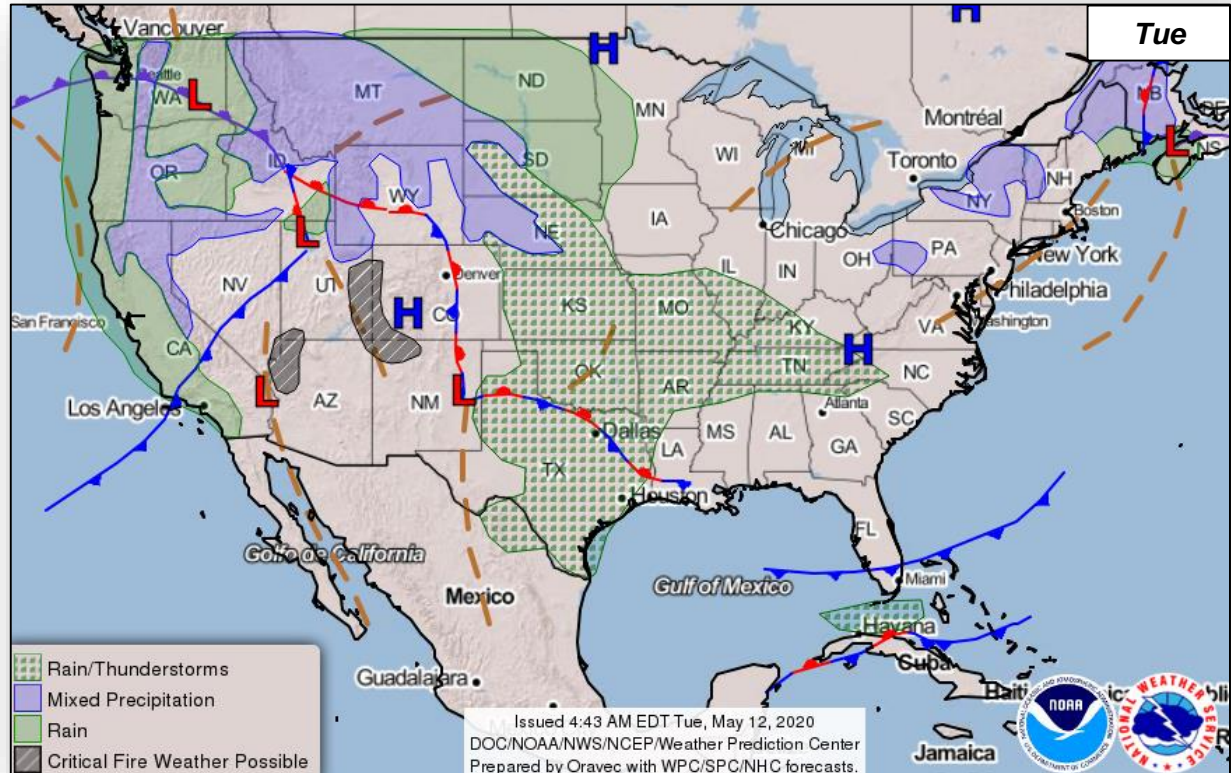 Tue
Vancouver
Seattle
WA
MT
ND
MN
Montréal
NB
NS
OR
ID
SD
WI
MI
Toronto
NH
NY
Boston
WY
IA
Chicago
NE
New York
PA
OH
IN
IL
Philadelphia
NV
UT
Denver
CO
KS
MO
KY
VA
Washington
San Francisco
CA
NC
TN
OK
AR
Los Angeles
AZ
NM
Atlanta
SC
Dallas
MS
AL
GA
LA
TX
Houston
FL
Golfo de California
Gulf of Mexico
Miami
Mexico
Havana
Cuba
Guadalajara
Jamaica
H
H
H
H
L
L
L
L
L
Rain/Thunderstorms
Mixed Precipitation
Rain
Critical Fire Weather Possible
Issued 4:43 AM EDT Tue, May 12, 2020
DOC/NOAA/NWS/NCEP/Weather Prediction Center
Prepared by Oravec with WPC/SPC/NHC forecasts.
NOAA
NATIONAL WEATHER SERVICE